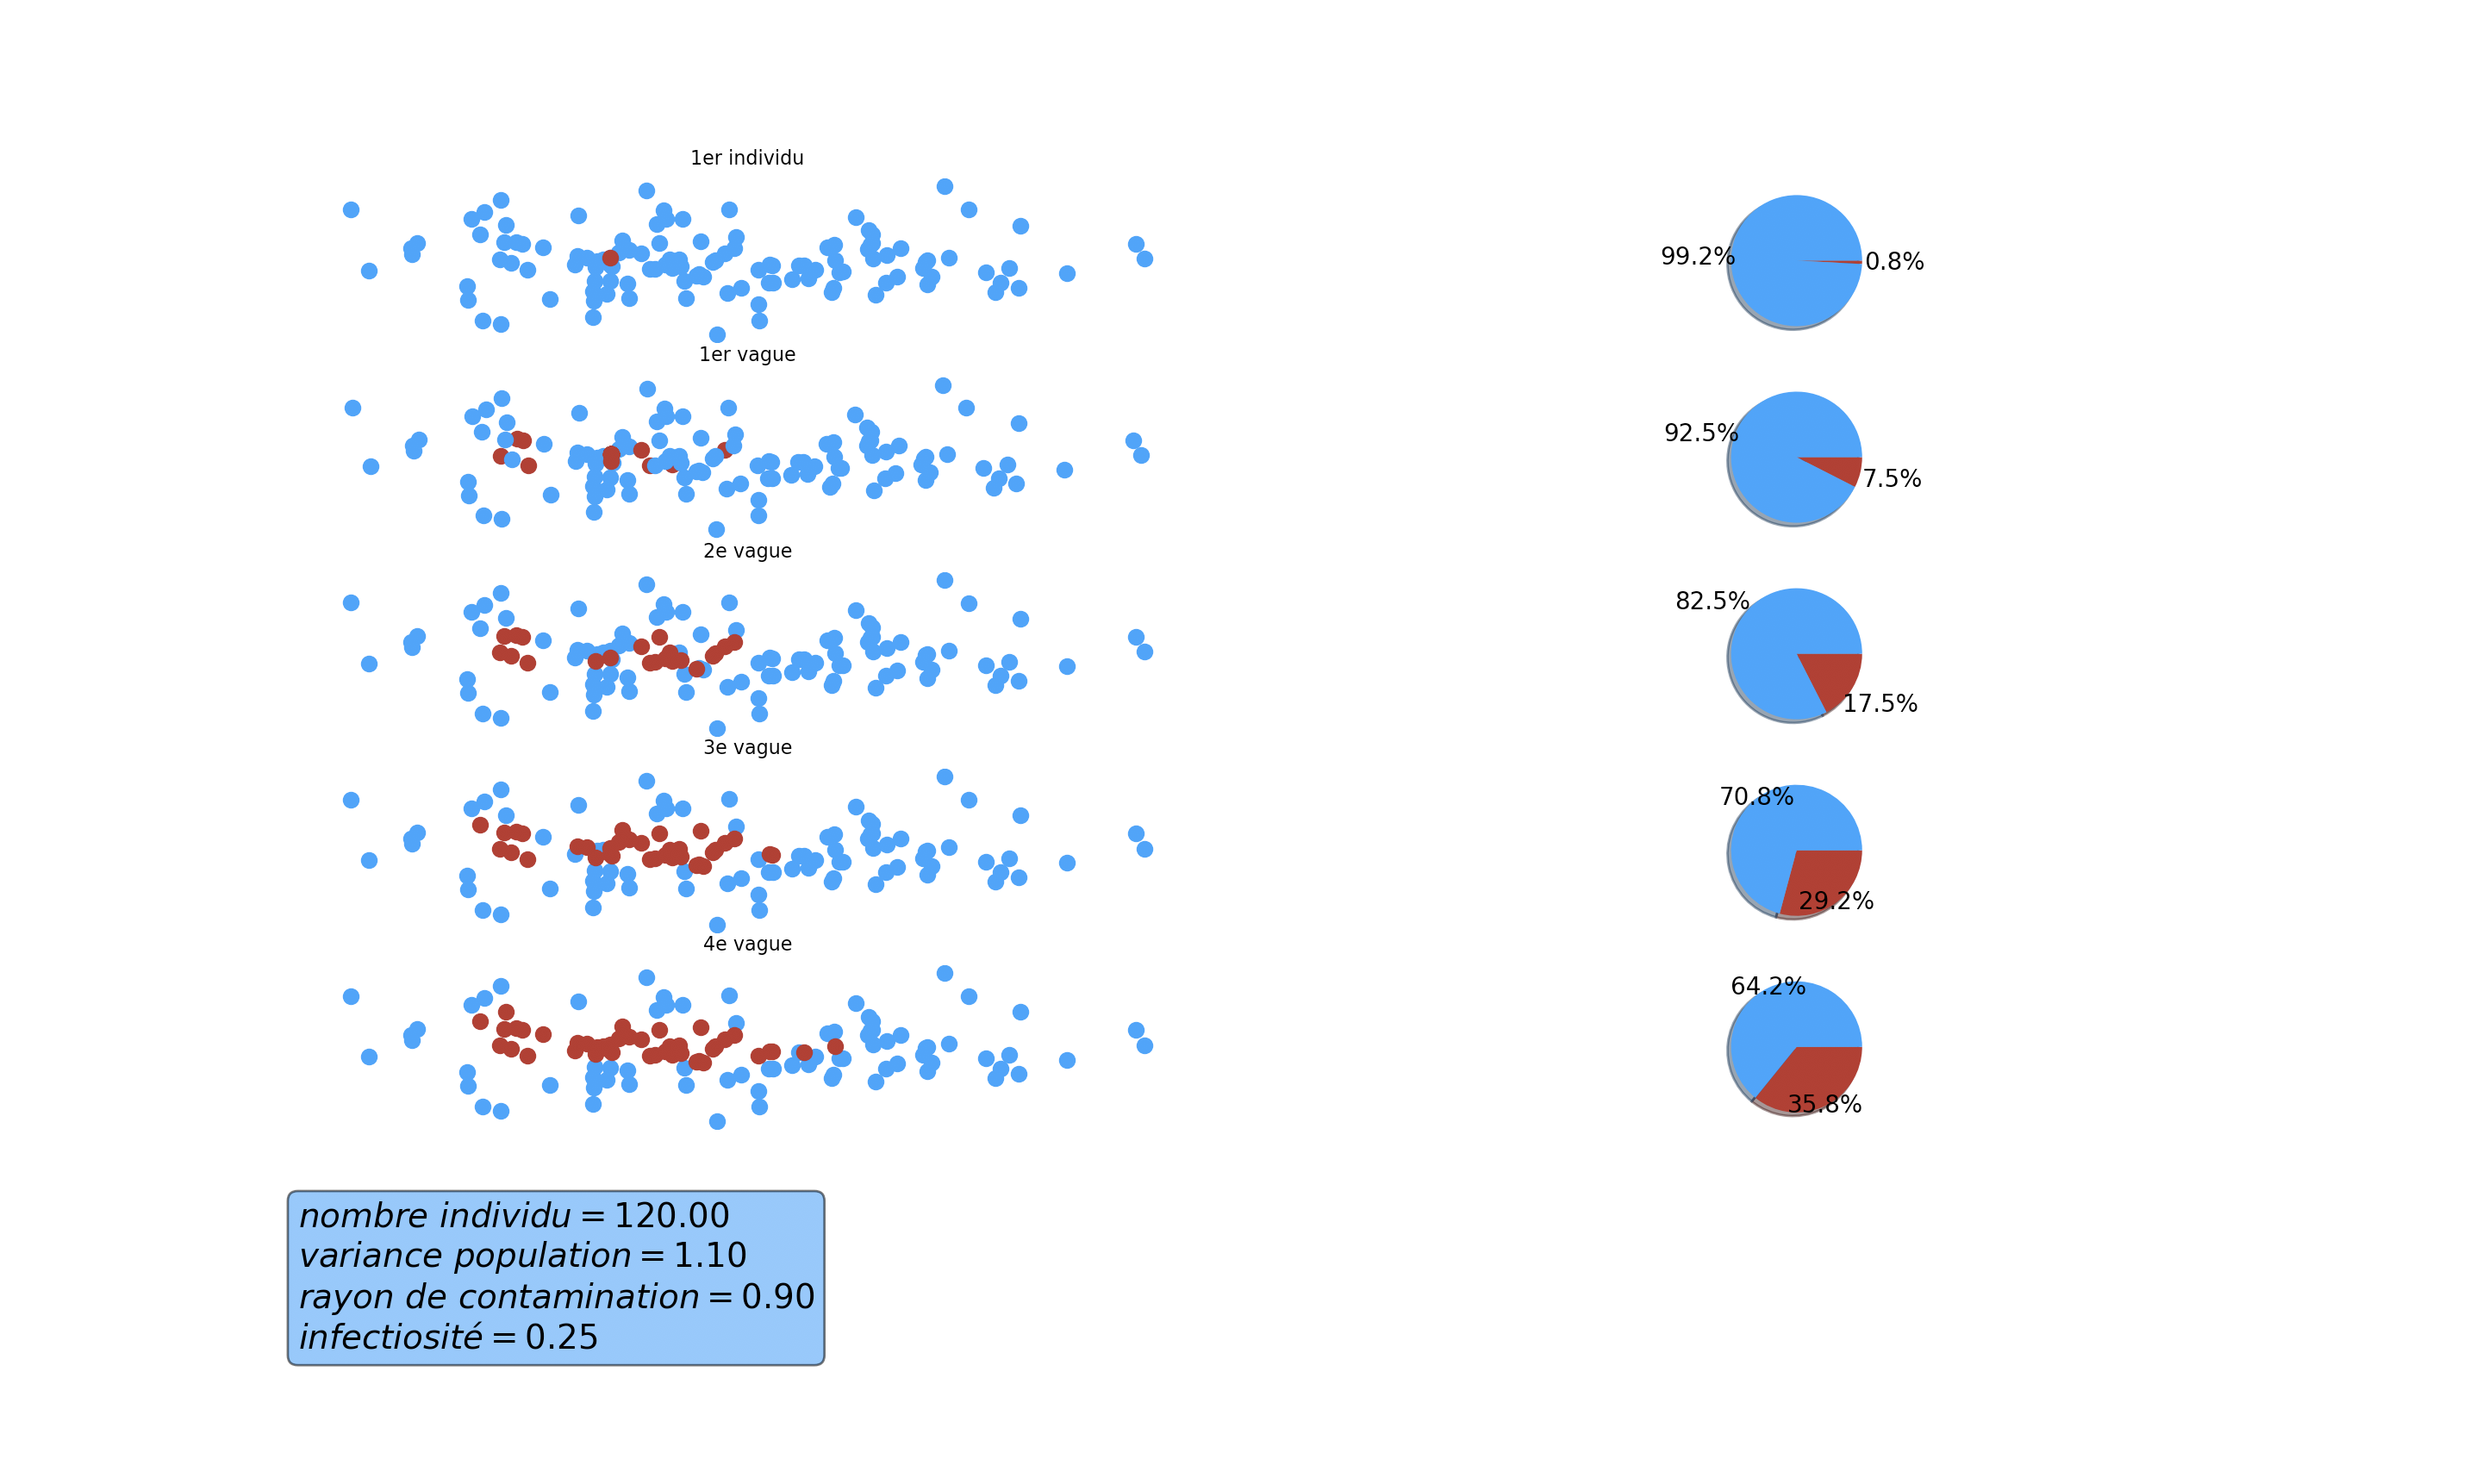 1er individu
99.2%
0.8%
1er vague
92.5%
7.5%
2e vague
82.5%
17.5%
3e vague
70.8%
29.2%
4e vague
64.2%
35.8%
nombre individu = 120.00
variance population = 1.10
rayon de contamination = 0.90
infectiosité = 0.25